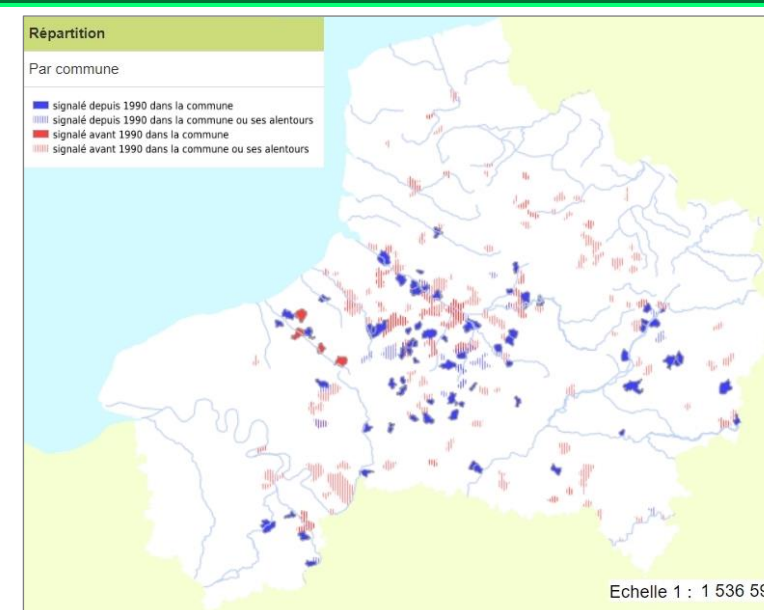 Répartition
Par commune
signalé depuis 1990 dans la commune
signalé depuis 1990 dans la commune ou ses alentours
signalé avant 1990 dans la commune
signalé avant 1990 dans la commune ou ses alentours
Echelle 1 : 1 536 59